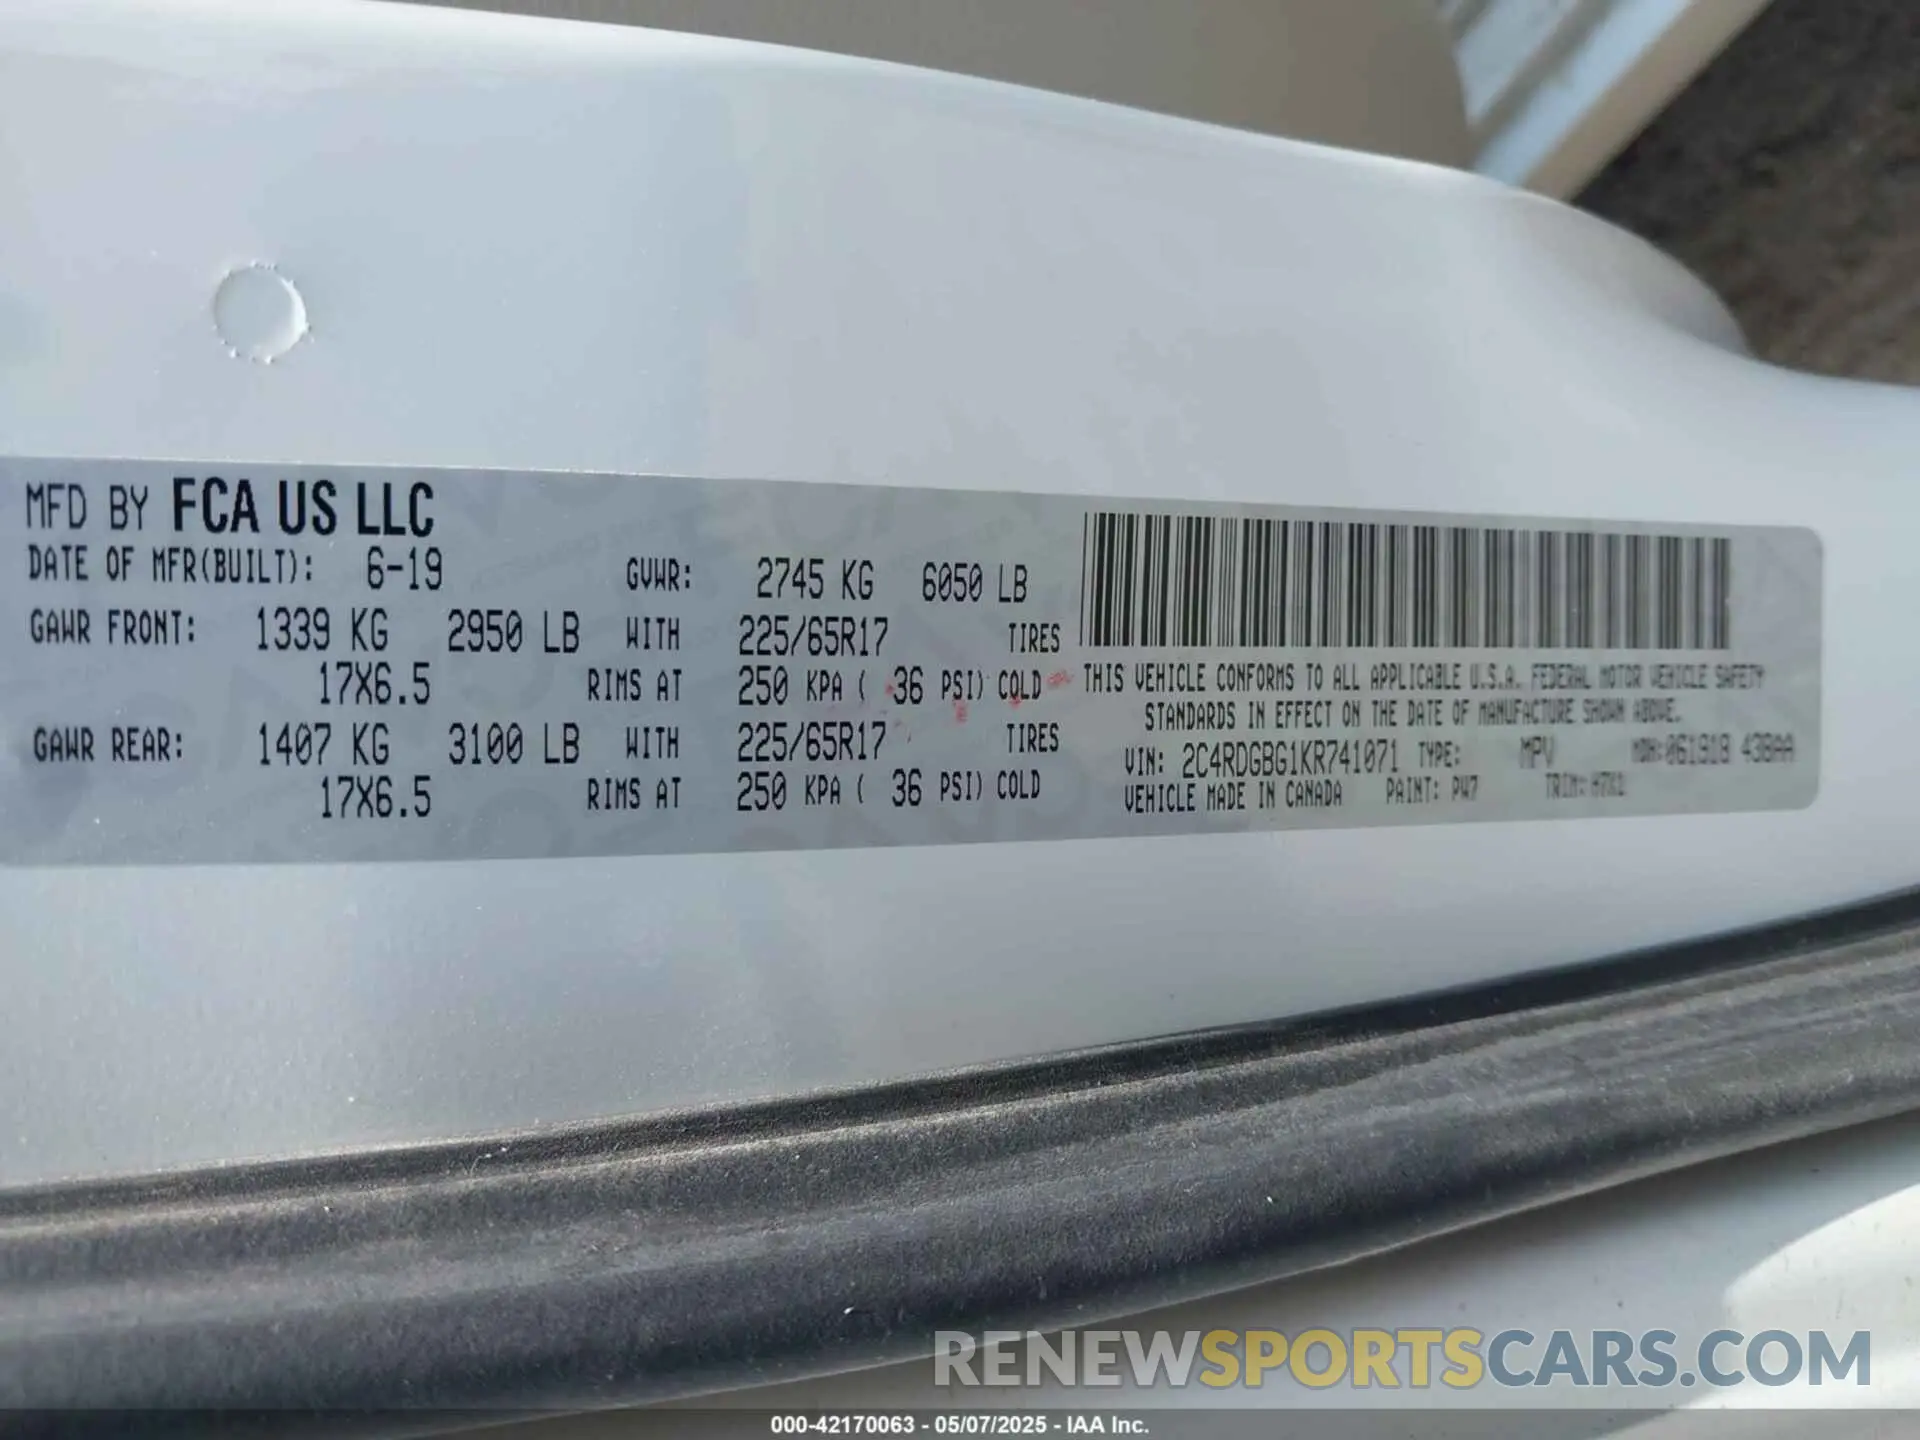 MFD BY FCA US LLC
DATE OF MFR(BUILT): 6-19 GVWR: 2745 KG 6050 LB
GAWR FRONT: 1339 KG 2950 LB WITH 225/65R17 TIRES
17X6.5 RIMS AT 250 KPA ( 36 PSI) COLD
GAWR REAR: 1407 KG 3100 LB WITH 225/65R17 TIRES
17X6.5 RIMS AT 250 KPA ( 36 PSI) COLD
THIS VEHICLE CONFORMS TO ALL APPLICABLE U.S.A. FEDERAL MOTOR VEHICLE SAFETY
STANDARDS IN EFFECT ON THE DATE OF MANUFACTURE SHOWN ABOVE.
VIN: 2C4RDGBG1KR741071 TYPE: MPV MDH:
VEHICLE MADE IN CANADA PAINT: PW7 TRIM:
RENEWSPORTSCARS.COM
000-42170063 - 05/07/2025 - IAA Inc.